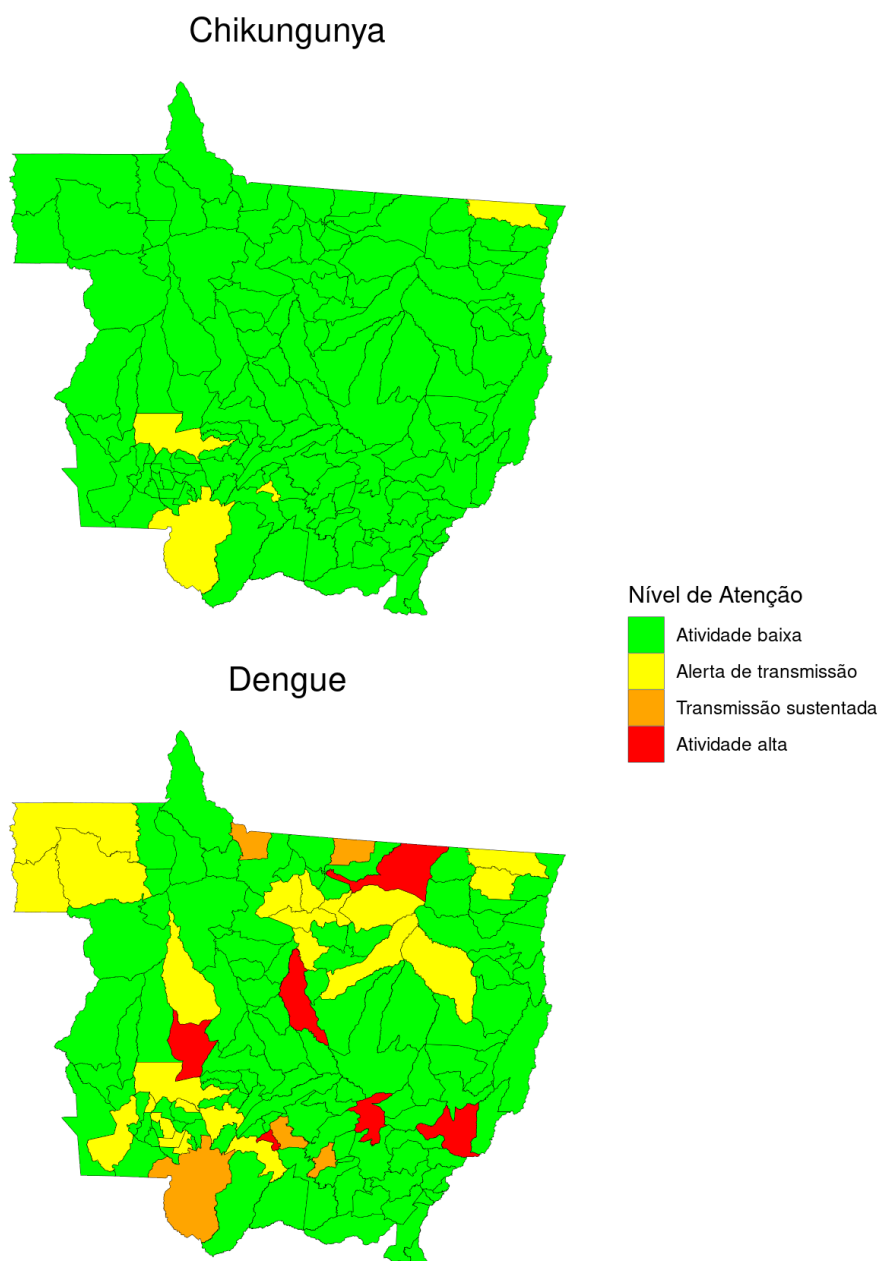 Chikungunya
Nível de Atenção
Atividade baixa
Alerta de transmissão
Transmissão sustentada
Atividade alta
Dengue